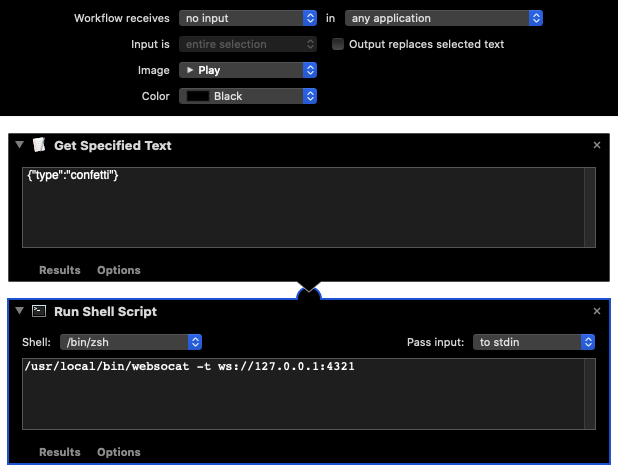 Workflow receives no input in any application
Input is entire selection Output replaces selected text
Image Play
Color Black
Get Specified Text
{"type":"confetti"}
Results Options
Run Shell Script
Shell: /bin/zsh Pass input: to stdin
/usr/local/bin/websocat -t ws://127.0.0.1:4321
Results Options